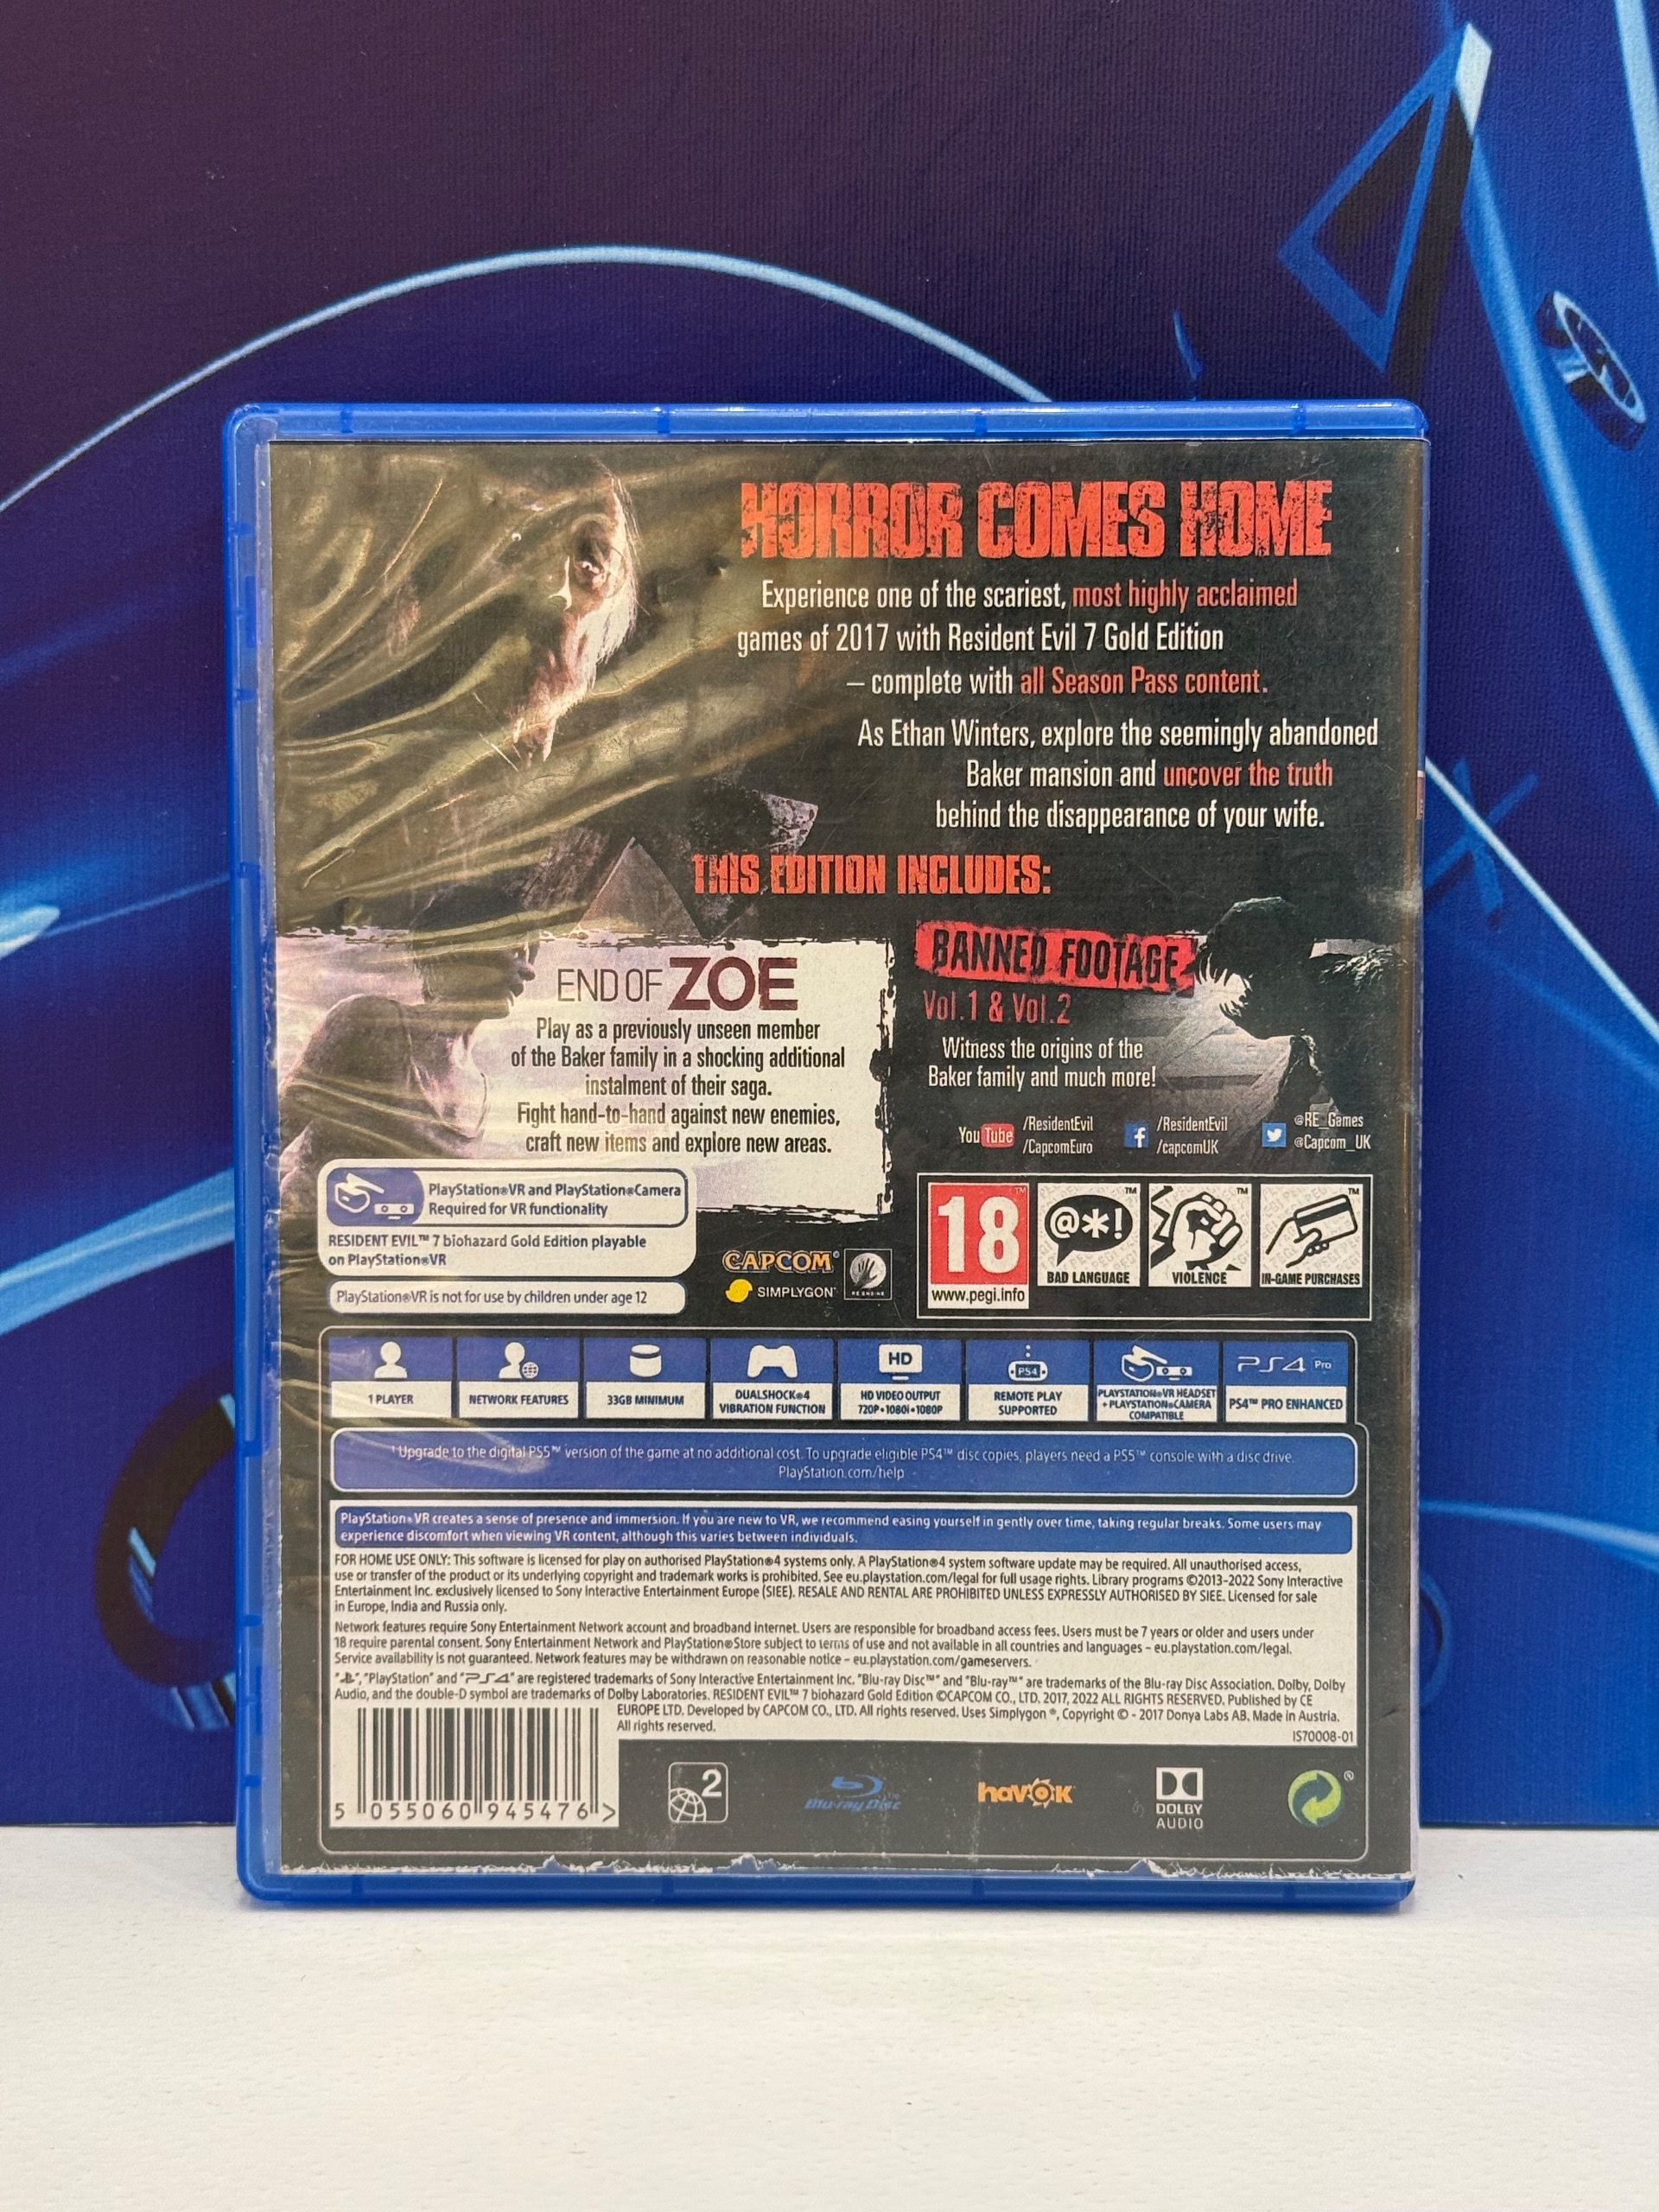 HORROR COMES HOME
Experience one of the scariest, most highly acclaimed
games of 2017 with Resident Evil 7 Gold Edition
– complete with all Season Pass content.
As Ethan Winters, explore the seemingly abandoned
Baker mansion and uncover the truth
behind the disappearance of your wife.
THIS EDITION INCLUDES:
END OF ZOE
Play as a previously unseen member
of the Baker family in a shocking additional
instalment of their saga.
Fight hand-to-hand against new enemies,
craft new items and explore new areas.
BANNED FOOTAGE
Vol.1 & Vol.2
Witness the origins of the
Baker family and much more!
YouTube /ResidentEvil
/CapcomEuro
f /ResidentEvil
/capcomUK
@RE_Games
@Capcom_UK
PlayStation®VR and PlayStation®Camera
Required for VR functionality
RESIDENT EVIL™ 7 biohazard Gold Edition playable
on PlayStation®VR
PlayStation®VR is not for use by children under age 12
CAPCOM®
SIMPLYGON®
RE ENGINE
18™
www.pegi.info
@*!™
BAD LANGUAGE
™
VIOLENCE
™
IN-GAME PURCHASES
1 PLAYER
NETWORK FEATURES
33GB MINIMUM
DUALSHOCK®4
VIBRATION FUNCTION
HD
HD VIDEO OUTPUT
720P•1080i•1080P
PS4
REMOTE PLAY
SUPPORTED
PLAYSTATION®VR HEADSET
+ PLAYSTATION®CAMERA
COMPATIBLE
PS4 Pro
PS4™ PRO ENHANCED
¹ Upgrade to the digital PS5™ version of the game at no additional cost. To upgrade eligible PS4™ disc copies, players need a PS5™ console with a disc drive.
PlayStation.com/help
PlayStation®VR creates a sense of presence and immersion. If you are new to VR, we recommend easing yourself in gently over time, taking regular breaks. Some users may
experience discomfort when viewing VR content, although this varies between individuals.
FOR HOME USE ONLY: This software is licensed for play on authorised PlayStation®4 systems only. A PlayStation®4 system software update may be required. All unauthorised access,
use or transfer of the product or its underlying copyright and trademark works is prohibited. See eu.playstation.com/legal for full usage rights. Library programs ©2013-2022 Sony Interactive
Entertainment Inc. exclusively licensed to Sony Interactive Entertainment Europe (SIEE). RESALE AND RENTAL ARE PROHIBITED UNLESS EXPRESSLY AUTHORISED BY SIEE. Licensed for sale
in Europe, India and Russia only.
Network features require Sony Entertainment Network account and broadband internet. Users are responsible for broadband access fees. Users must be 7 years or older and users under
18 require parental consent. Sony Entertainment Network and PlayStation®Store subject to terms of use and not available in all countries and languages – eu.playstation.com/legal.
Service availability is not guaranteed. Network features may be withdrawn on reasonable notice – eu.playstation.com/gameservers.
"PS", "PlayStation" and "PS4" are registered trademarks of Sony Interactive Entertainment Inc. "Blu-ray Disc™" and "Blu-ray™" are trademarks of the Blu-ray Disc Association. Dolby, Dolby
Audio, and the double-D symbol are trademarks of Dolby Laboratories. RESIDENT EVIL™ 7 biohazard Gold Edition ©CAPCOM CO., LTD. 2017, 2022 ALL RIGHTS RESERVED. Published by CE
EUROPE LTD. Developed by CAPCOM CO., LTD. All rights reserved. Uses Simplygon ®, Copyright © - 2017 Donya Labs AB. Made in Austria.
All rights reserved.
IS70008-01
5 055060 945476 >
2
Blu-ray Disc™
havok
DOLBY
AUDIO
®